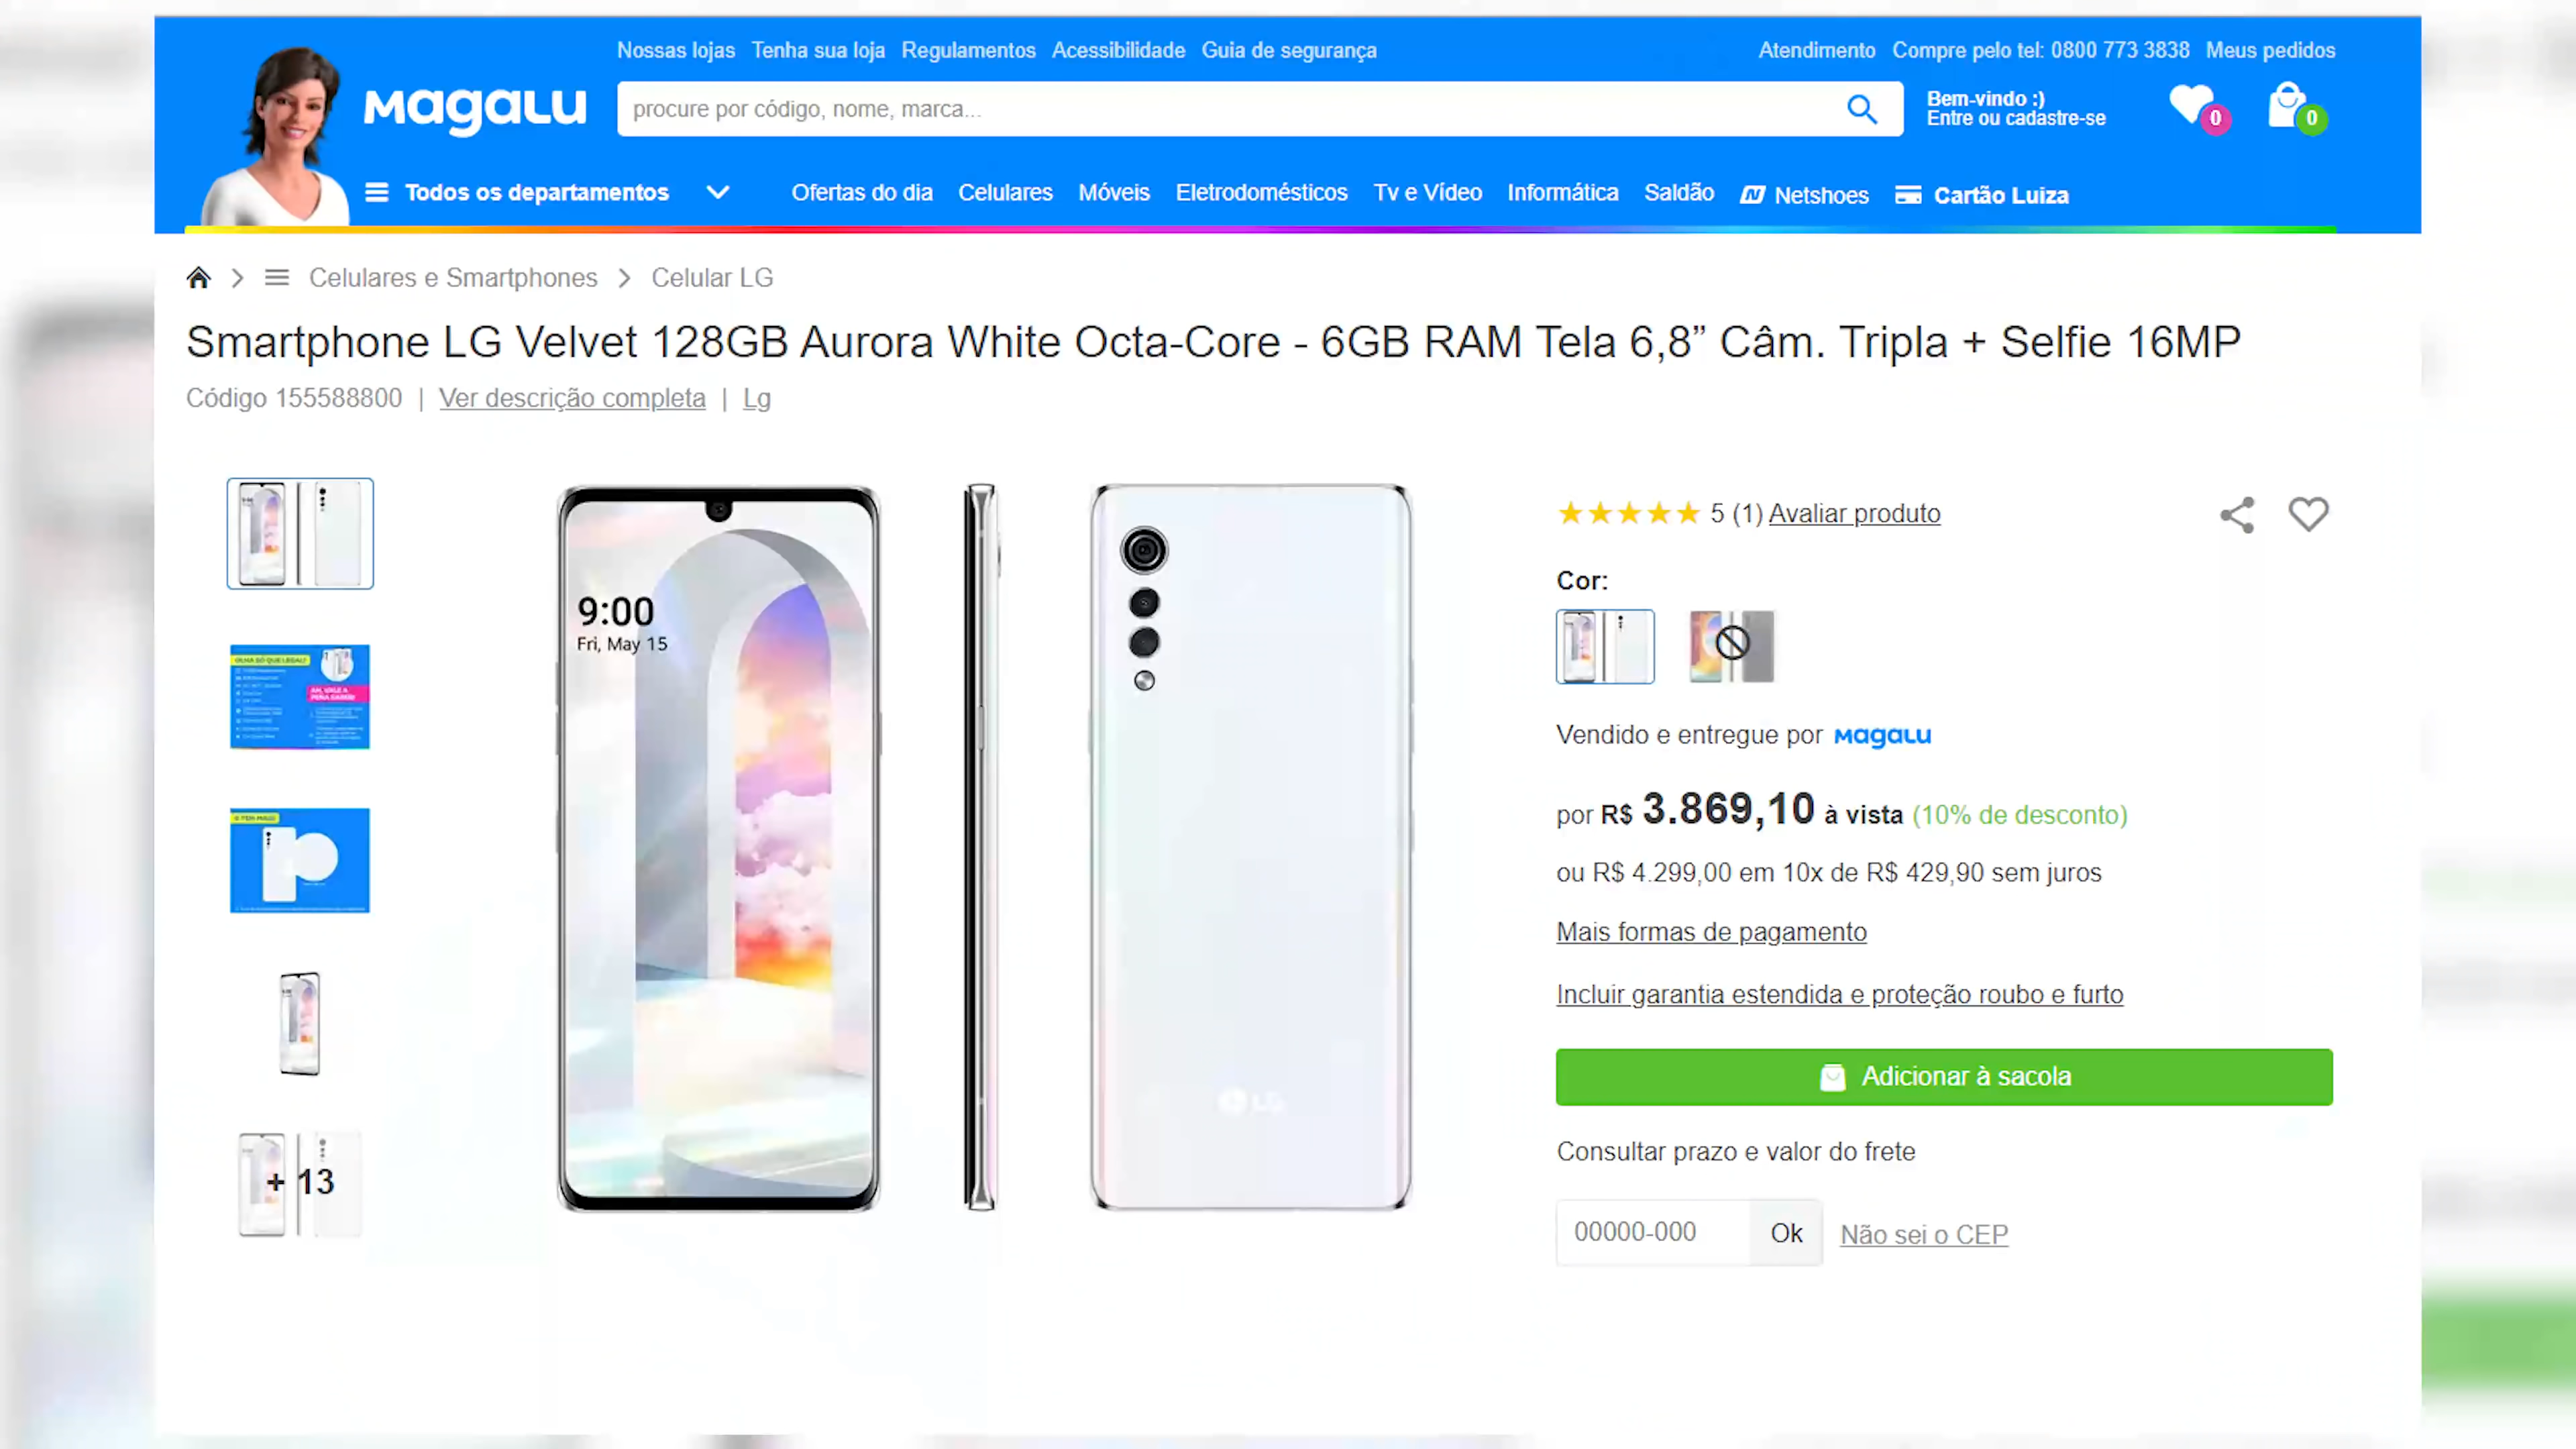 Nossas lojas Tenha sua loja Regulamentos Acessibilidade Guia de segurança
Atendimento Compre pelo tel: 0800 773 3838 Meus pedidos
Magalu
procure por código, nome, marca...
Bem-vindo :)
Entre ou cadastre-se
0
0
Todos os departamentos
Ofertas do dia Celulares Móveis Eletrodomésticos Tv e Vídeo Informática Saldão Netshoes Cartão Luiza
Celulares e Smartphones Celular LG
Smartphone LG Velvet 128GB Aurora White Octa-Core - 6GB RAM Tela 6,8” Câm. Tripla + Selfie 16MP
Código 155588800 | Ver descrição completa | Lg
OLHA SÓ QUE LEGAL!
+ 13
9:00
Fri, May 15
LG
5 (1) Avaliar produto
Cor:
Vendido e entregue por Magalu
por R$ 3.869,10 à vista (10% de desconto)
ou R$ 4.299,00 em 10x de R$ 429,90 sem juros
Mais formas de pagamento
Incluir garantia estendida e proteção roubo e furto
Adicionar à sacola
Consultar prazo e valor do frete
00000-000 Ok Não sei o CEP